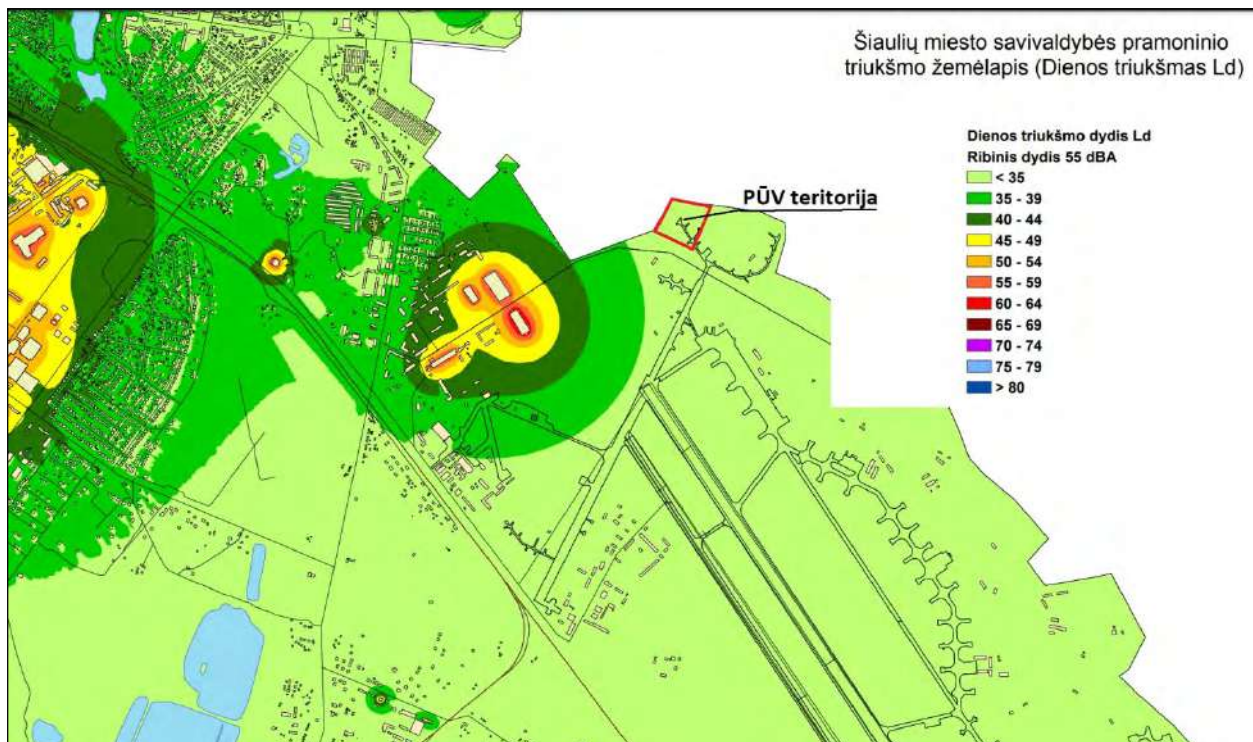 Šiaulių miesto savivaldybės pramoninio
triukšmo žemėlapis (Dienos triukšmas Ld)
Dienos triukšmo dydis Ld
Ribinis dydis 55 dBA
< 35
35 - 39
40 - 44
45 - 49
50 - 54
55 - 59
60 - 64
65 - 69
70 - 74
75 - 79
> 80
PŪV teritorija